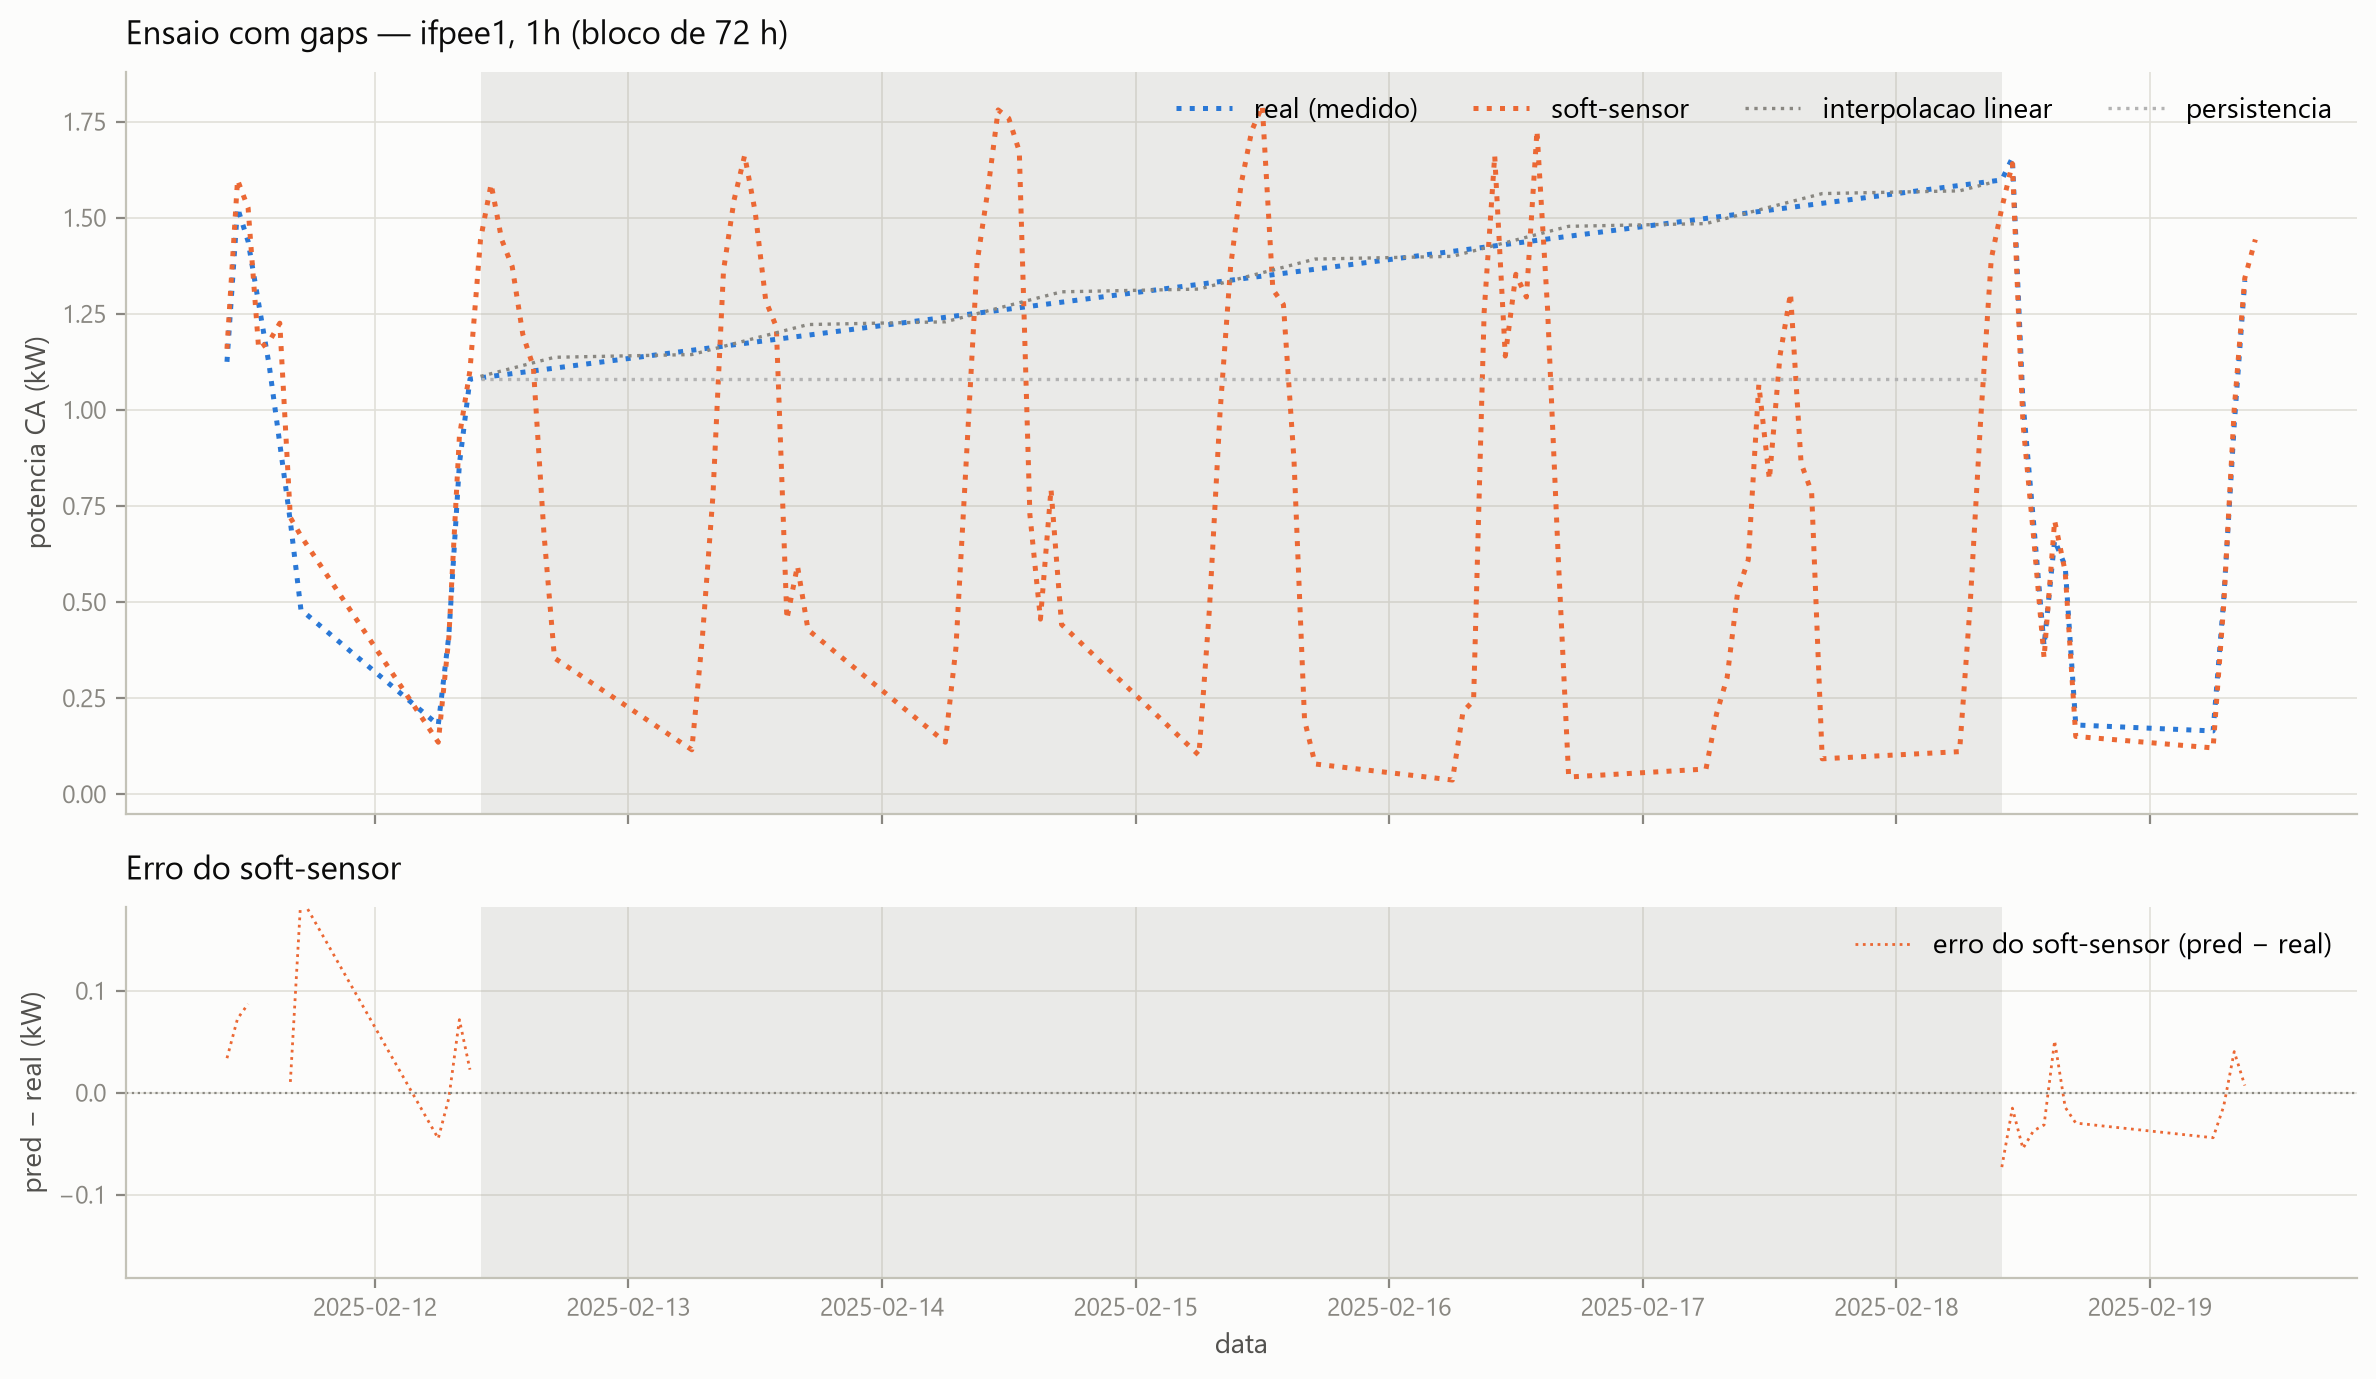 Ensaio com gaps — ifpee1, 1h (bloco de 72 h)
real (medido)
soft-sensor
interpolacao linear
persistencia
potencia CA (kW)
1.75
1.50
1.25
1.00
0.75
0.50
0.25
0.00
Erro do soft-sensor
erro do soft-sensor (pred − real)
pred − real (kW)
0.1
0.0
−0.1
2025-02-12
2025-02-13
2025-02-14
2025-02-15
2025-02-16
2025-02-17
2025-02-18
2025-02-19
data